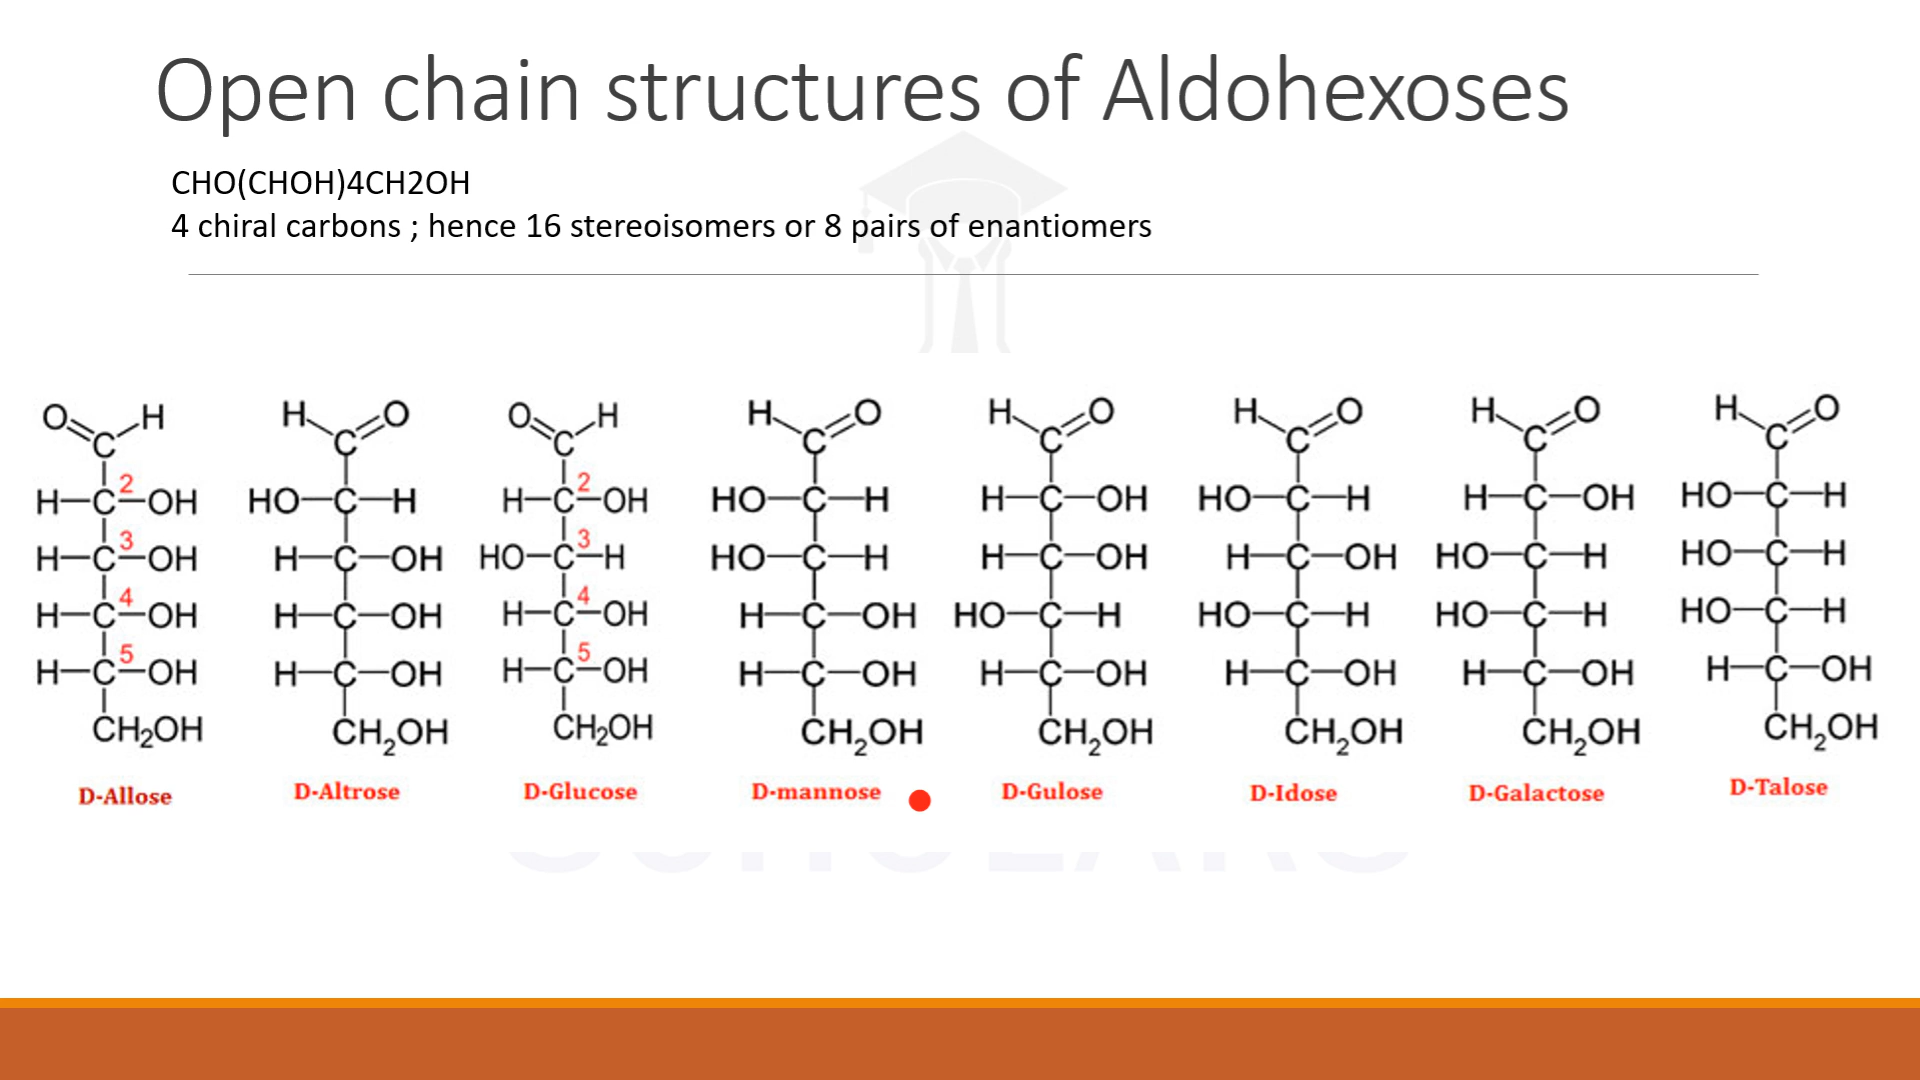 Open chain structures of Aldohexoses
CHO(CHOH)4CH2OH
4 chiral carbons ; hence 16 stereoisomers or 8 pairs of enantiomers
O H H O O H H O H O H O H O H O
C C C C C C C C
H C 2 OH HO C H H C 2 OH HO C H H C OH HO C H H C OH HO C H
H C 3 OH H C OH HO C 3 H HO C H H C OH H C OH HO C H HO C H
H C 4 OH H C OH H C 4 OH H C OH HO C H HO C H HO C H HO C H
H C 5 OH H C OH H C 5 OH H C OH H C OH H C OH H C OH H C OH
CH2OH CH2OH CH2OH CH2OH CH2OH CH2OH CH2OH CH2OH
D-Allose D-Altrose D-Glucose D-mannose D-Gulose D-Idose D-Galactose D-Talose